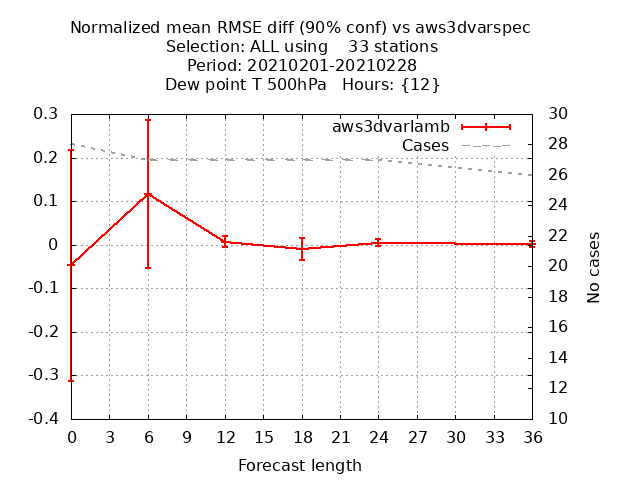 Normalized mean RMSE diff (90% conf) vs aws3dvarspec
Selection: ALL using    33 stations
Period: 20210201-20210228
Dew point T 500hPa   Hours: {12}
aws3dvarlamb
Cases
0.3
0.2
0.1
0
-0.1
-0.2
-0.3
-0.4
30
28
26
24
22
20
18
16
14
12
10
No cases
0 3 6 9 12 15 18 21 24 27 30 33 36
Forecast length